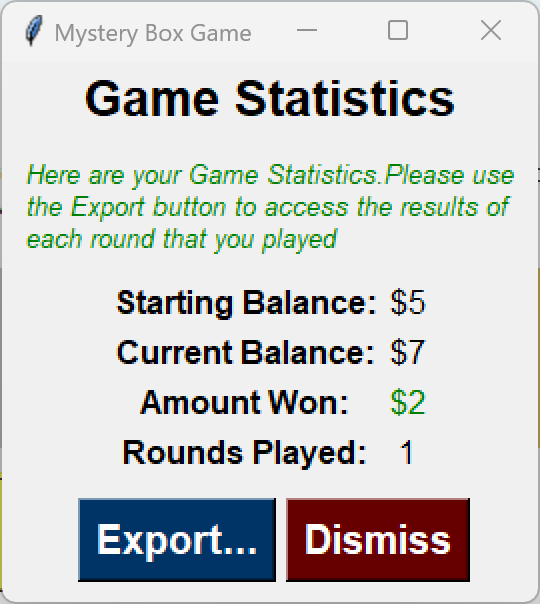 Mystery Box Game
Game Statistics
Here are your Game Statistics.Please use
the Export button to access the results of
each round that you played
Starting Balance: $5
Current Balance: $7
Amount Won: $2
Rounds Played: 1
Export... Dismiss